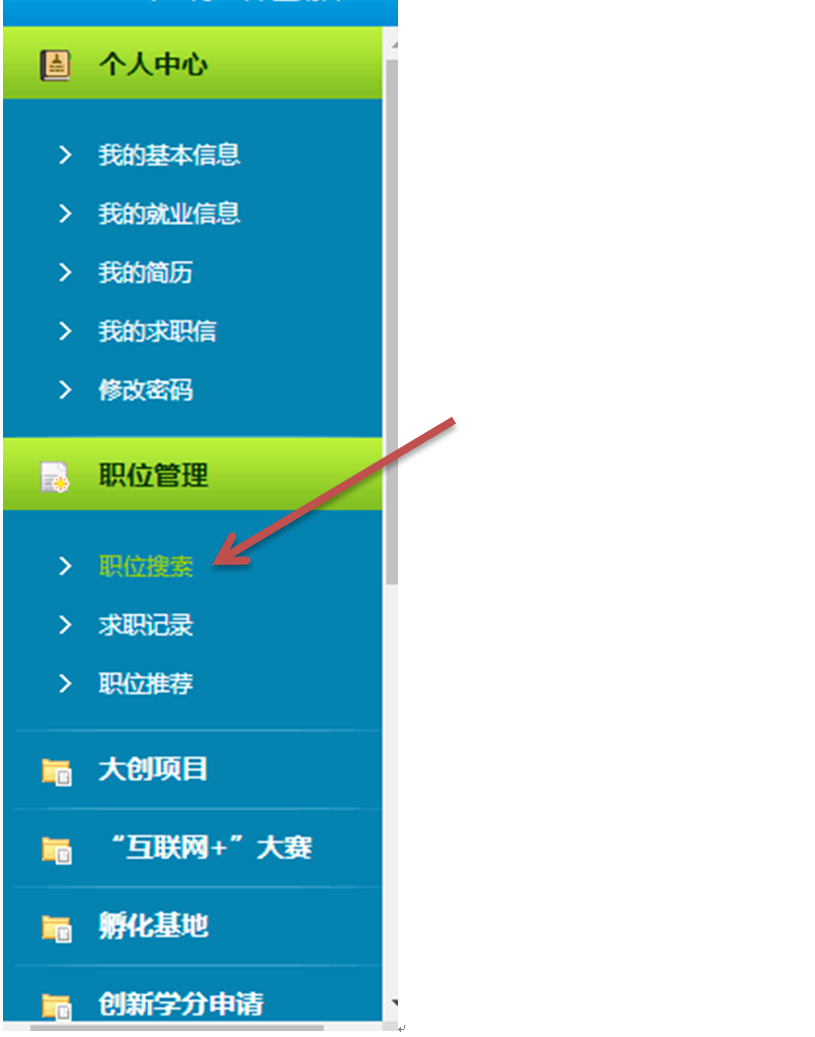 个人中心
我的基本信息
我的就业信息
我的简历
我的求职信
修改密码
职位管理
职位搜索
求职记录
职位推荐
大创项目
“互联网+”大赛
孵化基地
创新学分申请